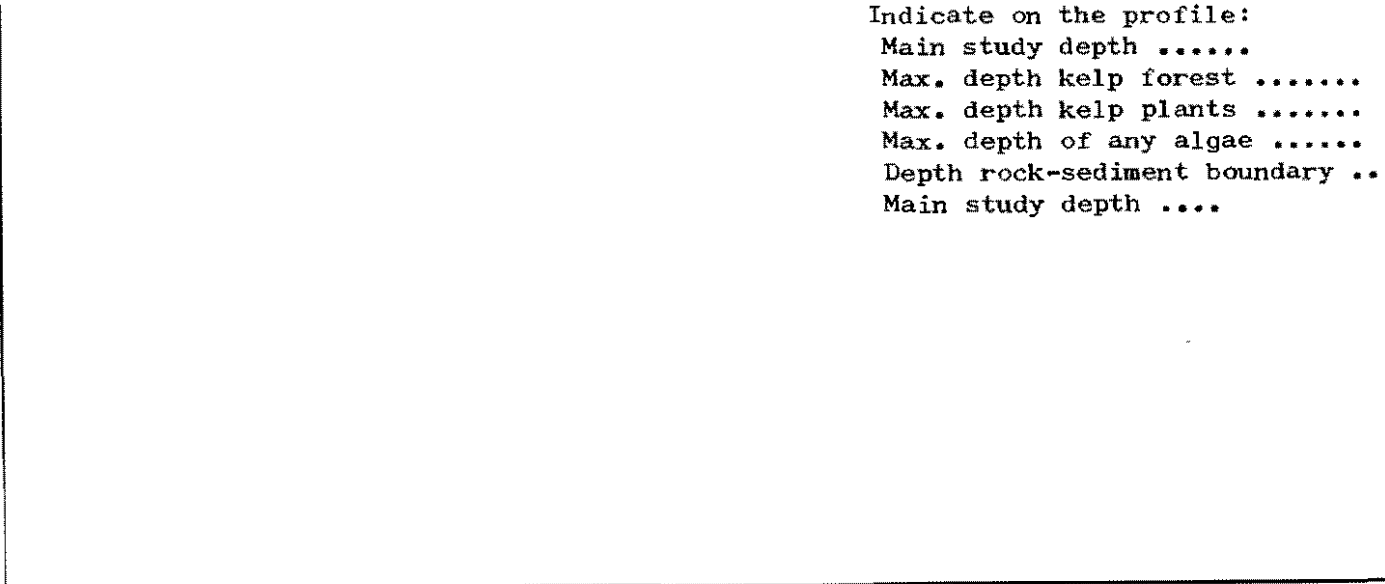 Indicate on the profile:
Main study depth ......
Max. depth kelp forest .......
Max. depth kelp plants .......
Max. depth of any algae ......
Depth rock-sediment boundary ..
Main study depth ....